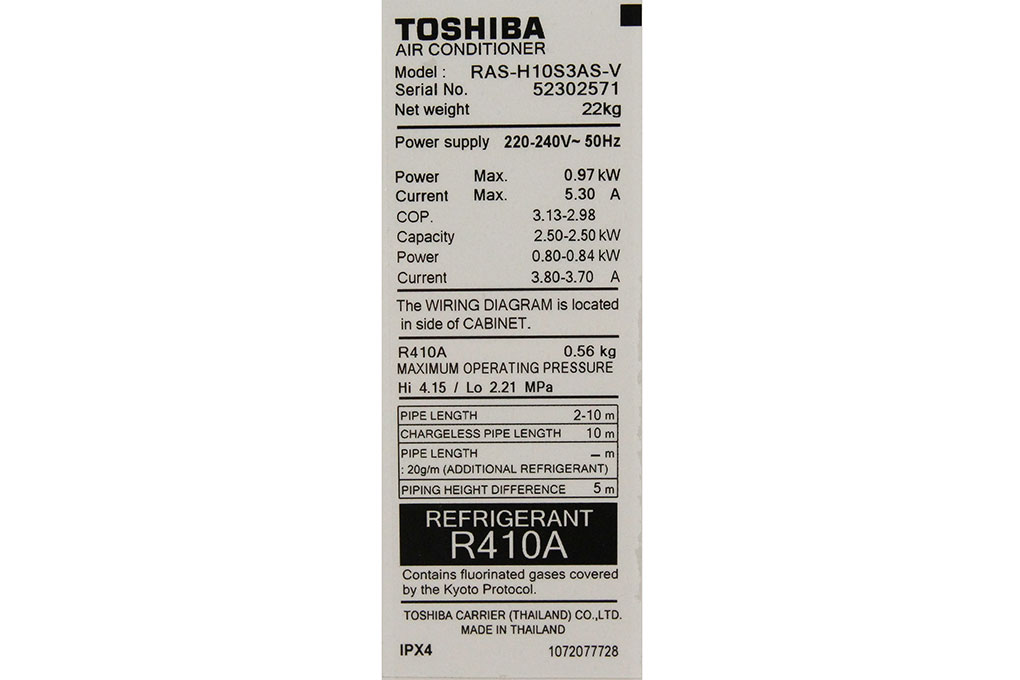 TOSHIBA
AIR CONDITIONER
Model : RAS-H10S3AS-V
Serial No. 52302571
Net weight 22kg
Power supply 220-240V~ 50Hz
Power Max. 0.97 kW
Current Max. 5.30 A
COP. 3.13-2.98
Capacity 2.50-2.50 kW
Power 0.80-0.84 kW
Current 3.80-3.70 A
The WIRING DIAGRAM is located
in side of CABINET.
R410A 0.56 kg
MAXIMUM OPERATING PRESSURE
Hi 4.15 / Lo 2.21 MPa
PIPE LENGTH 2-10 m
CHARGELESS PIPE LENGTH 10 m
PIPE LENGTH – m
: 20g/m (ADDITIONAL REFRIGERANT)
PIPING HEIGHT DIFFERENCE 5 m
REFRIGERANT
R410A
Contains fluorinated gases covered
by the Kyoto Protocol.
TOSHIBA CARRIER (THAILAND) CO.,LTD.
MADE IN THAILAND
IPX4 1072077728